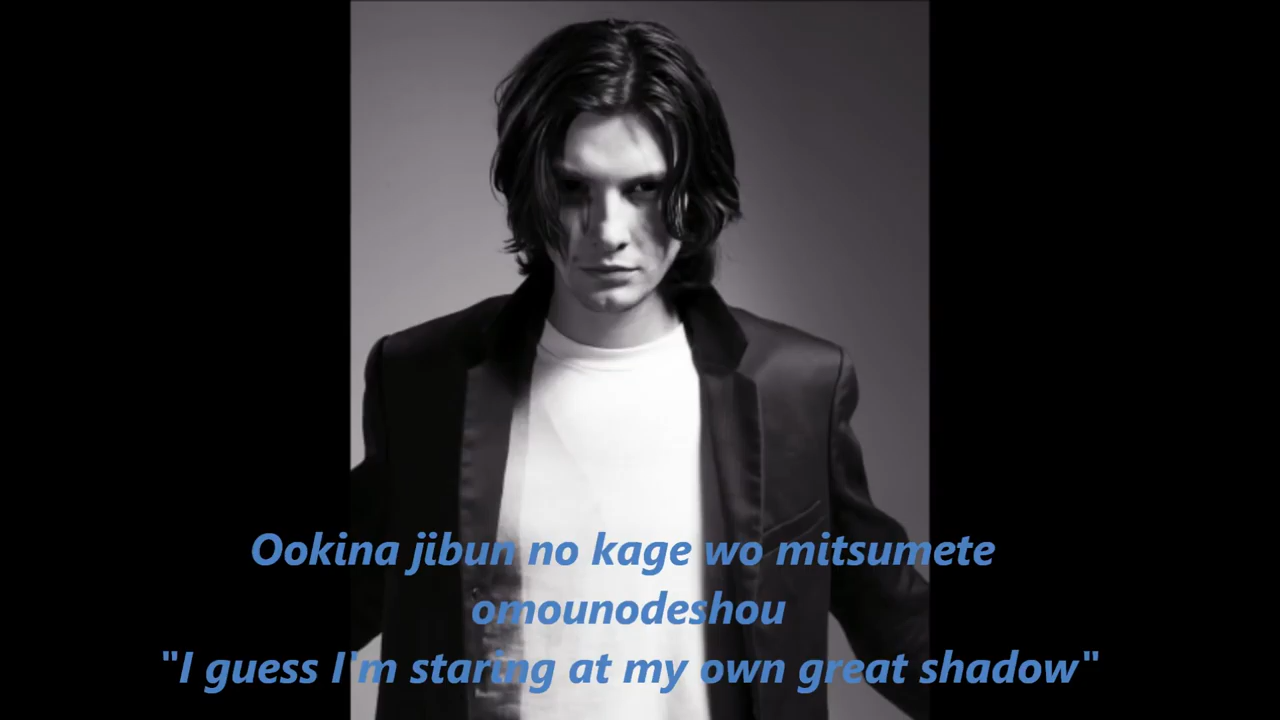 Ookina jibun no kage wo mitsumete
omounodeshou
"I guess I'm staring at my own great shadow"